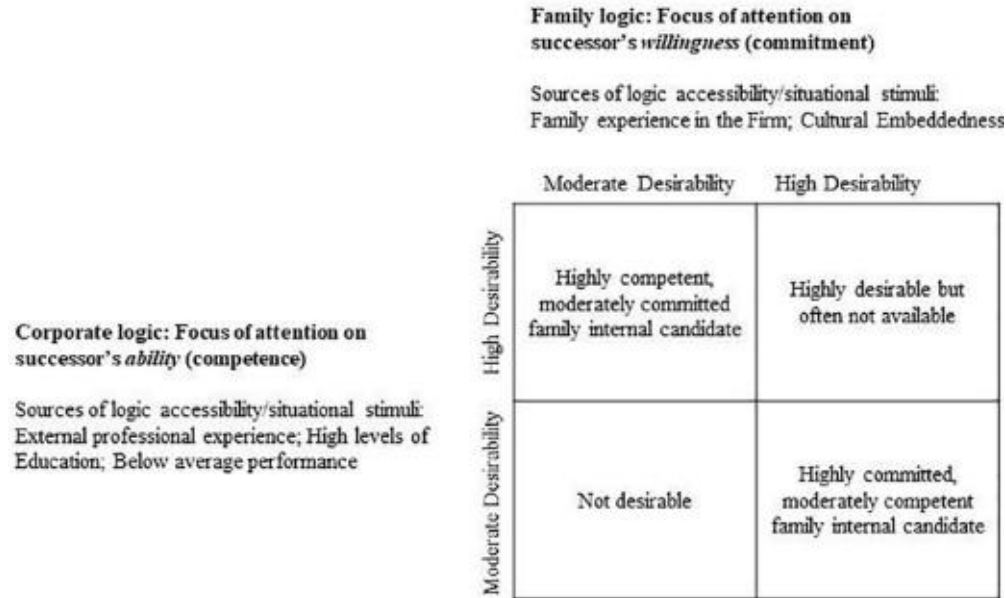 Family logic: Focus of attention on
successor's willingness (commitment)
Sources of logic accessibility/situational stimuli:
Family experience in the Firm; Cultural Embeddedness
Moderate Desirability
High Desirability
High Desirability
Highly competent,
moderately committed
family internal candidate
Highly desirable but
often not available
Corporate logic: Focus of attention on
successor's ability (competence)
Sources of logic accessibility/situational stimuli:
External professional experience; High levels of
Education; Below average performance
Moderate Desirability
Not desirable
Highly committed,
moderately competent
family internal candidate